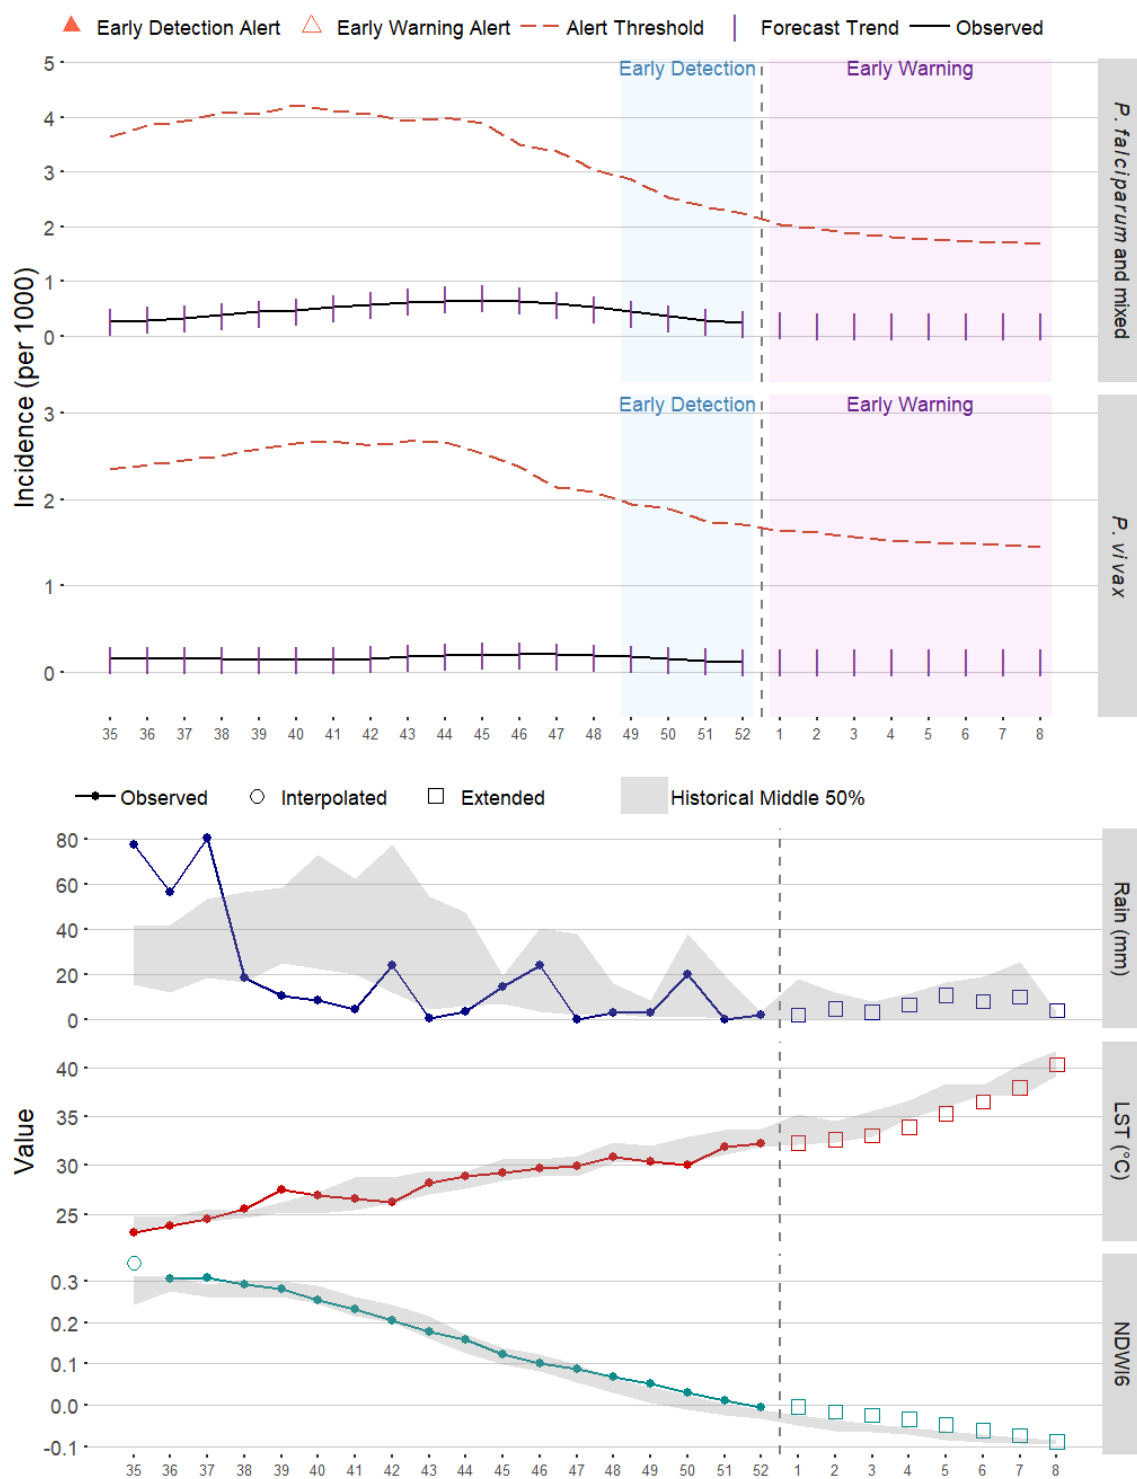 Early Detection Alert Early Warning Alert Alert Threshold Forecast Trend Observed
Early Detection Early Warning
5
4
3
2
1
0
P. falciparum and mixed
Early Detection Early Warning
3
2
1
0
P. vivax
Incidence (per 1000)
35 36 37 38 39 40 41 42 43 44 45 46 47 48 49 50 51 52 1 2 3 4 5 6 7 8
Observed Interpolated Extended Historical Middle 50%
80
60
40
20
0
Rain (mm)
40
35
30
25
LST (°C)
Value
0.3
0.2
0.1
0.0
-0.1
NDWI6
35 36 37 38 39 40 41 42 43 44 45 46 47 48 49 50 51 52 1 2 3 4 5 6 7 8